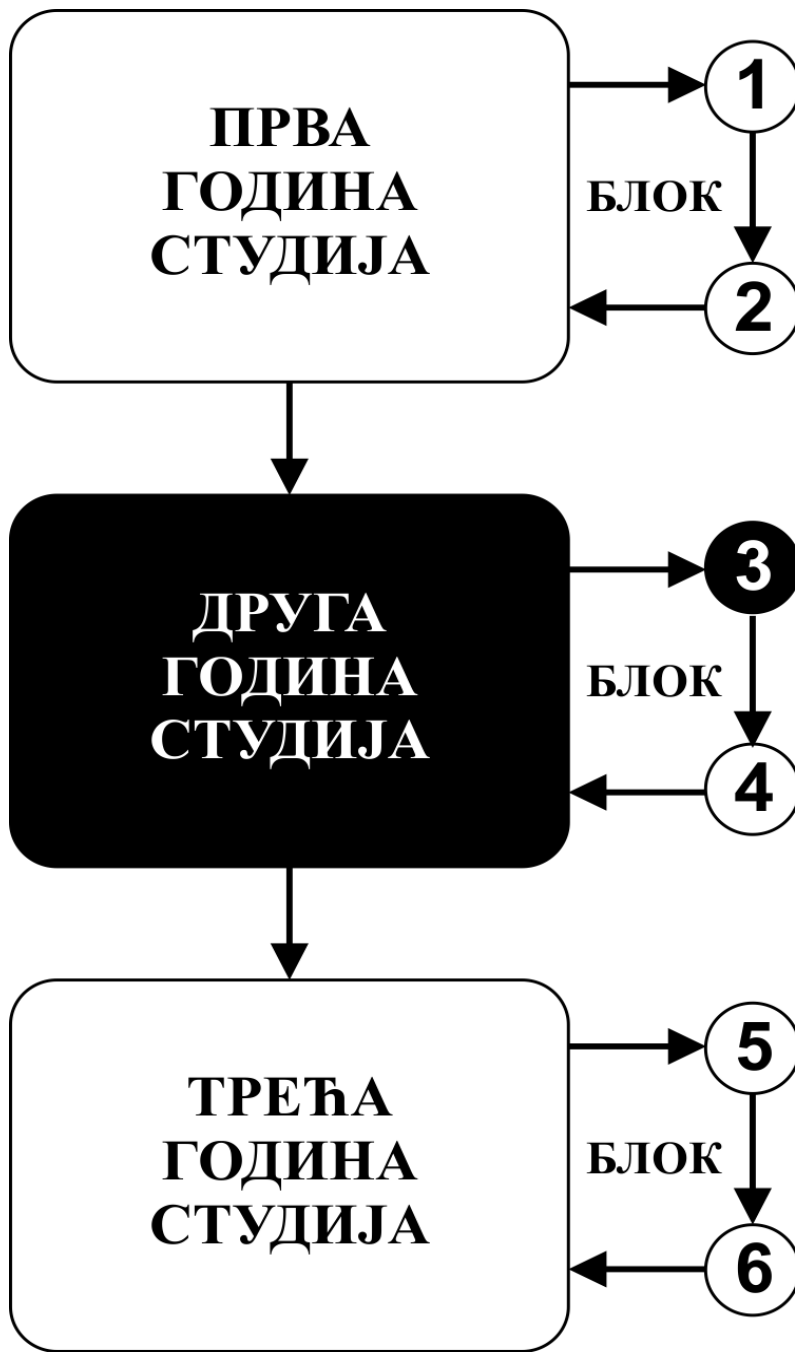 ПРВА
ГОДИНА
СТУДИЈА
1
БЛОК
2
ДРУГА
ГОДИНА
СТУДИЈА
3
БЛОК
4
ТРЕЋА
ГОДИНА
СТУДИЈА
5
БЛОК
6